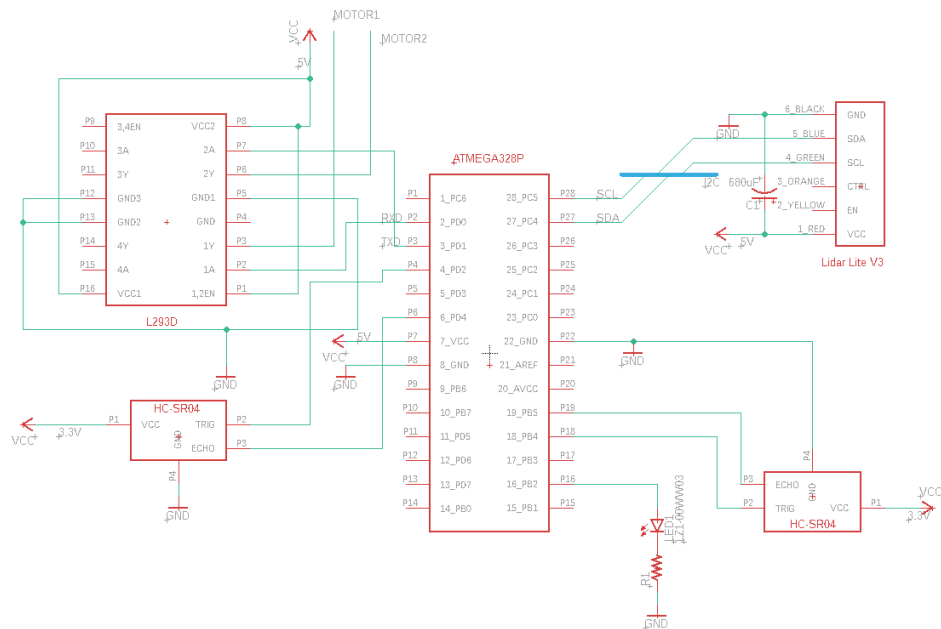 MOTOR1
MOTOR2
VCC
5V
P9 3,4EN VCC2 P8
P10 3A 2A P7
P11 3Y 2Y P6
P12 GND3 GND1 P5
P13 GND2 GND P4
P14 4Y 1Y P3
P15 4A 1A P2
P16 VCC1 1,2EN P1
L293D
GND
ATMEGA328P
P1 1_PC6 28_PC5 P28 SCL
RXD P2 2_PD0 27_PC4 P27 SDA
TXD P3 3_PD1 26_PC3 P26
P4 4_PD2 25_PC2 P25
P5 5_PD3 24_PC1 P24
P6 6_PD4 23_PC0 P23
VCC 5V P7 7_VCC 22_GND P22 GND
GND P8 8_GND 21_AREF P21
P9 9_PB6 20_AVCC P20
P10 10_PB7 19_PB5 P19
P11 11_PD5 18_PB4 P18
P12 12_PD6 17_PB3 P17
P13 13_PD7 16_PB2 P16
P14 14_PB0 15_PB1 P15
6_BLACK GND
GND
5_BLUE SDA
4_GREEN SCL
I2C
680uF
3_ORANGE CTRL
C1
2_YELLOW EN
1_RED VCC
VCC 5V
Lidar Lite V3
HC-SR04
VCC 3.3V P1 VCC TRIG P2
GND
ECHO P3
P4
GND
LED1
LZ1-00WW03
R1
GND
P4
P3 ECHO GND
P2 TRIG VCC P1
HC-SR04
VCC
3.3V